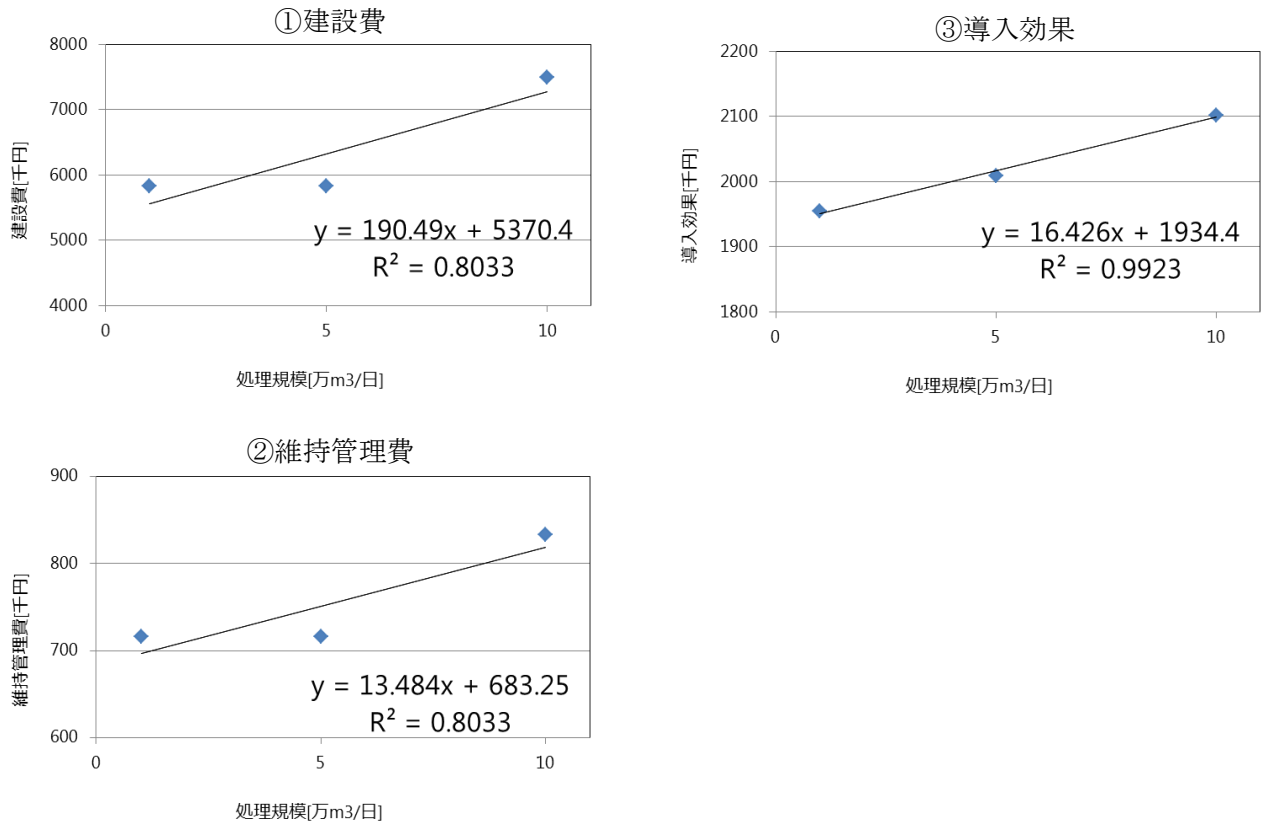 ①建設費
8000
7000
6000
5000
4000
建設費[千円]
y = 190.49x + 5370.4
R² = 0.8033
0
5
10
処理規模[万m3/日]
③導入効果
2200
2100
2000
1900
1800
導入効果[千円]
y = 16.426x + 1934.4
R² = 0.9923
0
5
10
処理規模[万m3/日]
②維持管理費
900
800
700
600
維持管理費[千円]
y = 13.484x + 683.25
R² = 0.8033
0
5
10
処理規模[万m3/日]